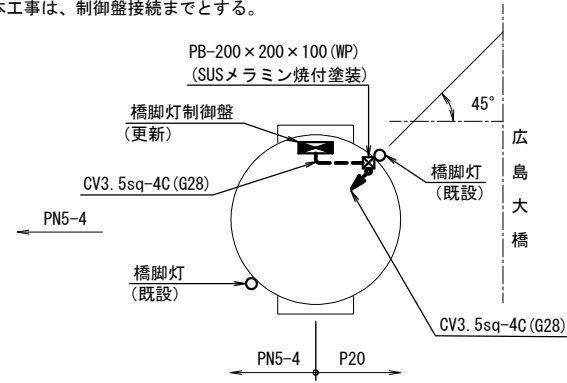 本工事は、制御盤接続までとする。
PB-200×200×100(WP)
(SUSメラミン焼付塗装)
橋脚灯制御盤
(更新)
45°
広島大橋
橋脚灯
(既設)
CV3.5sq-4C(G28)
PN5-4
橋脚灯
(既設)
CV3.5sq-4C(G28)
PN5-4
P20